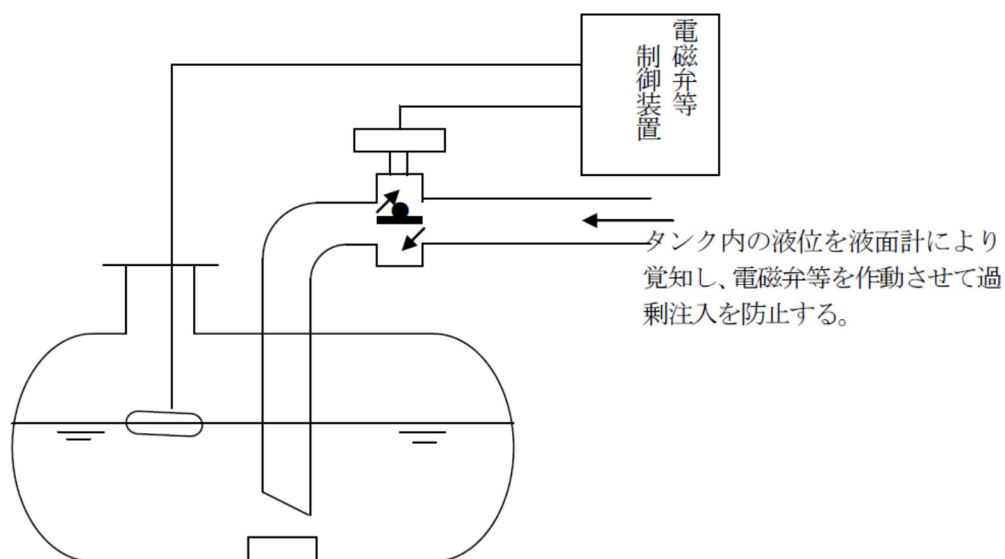 電磁弁等
制御装置
タンク内の液位を液面計により
覚知し、電磁弁等を作動させて過
剰注入を防止する。